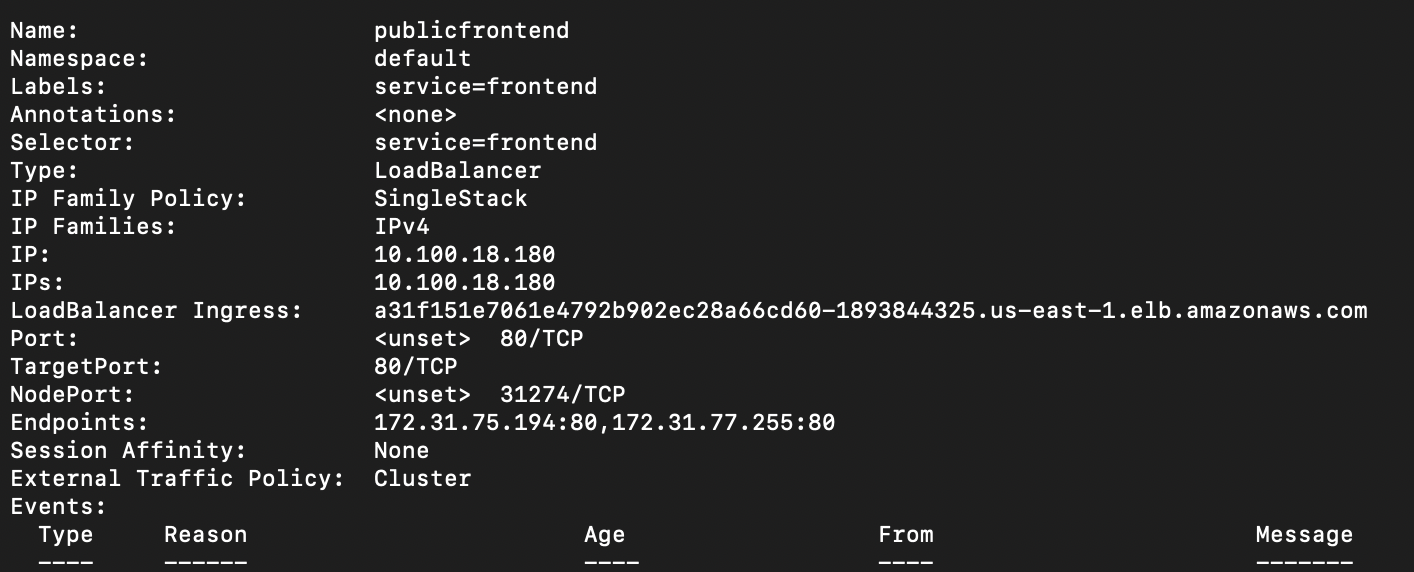 Name: publicfrontend
Namespace: default
Labels: service=frontend
Annotations: <none>
Selector: service=frontend
Type: LoadBalancer
IP Family Policy: SingleStack
IP Families: IPv4
IP: 10.100.18.180
IPs: 10.100.18.180
LoadBalancer Ingress: a31f151e7061e4792b902ec28a66cd60-1893844325.us-east-1.elb.amazonaws.com
Port: <unset> 80/TCP
TargetPort: 80/TCP
NodePort: <unset> 31274/TCP
Endpoints: 172.31.75.194:80,172.31.77.255:80
Session Affinity: None
External Traffic Policy: Cluster
Events:
Type Reason Age From Message
---- ------ ---- ---- -------